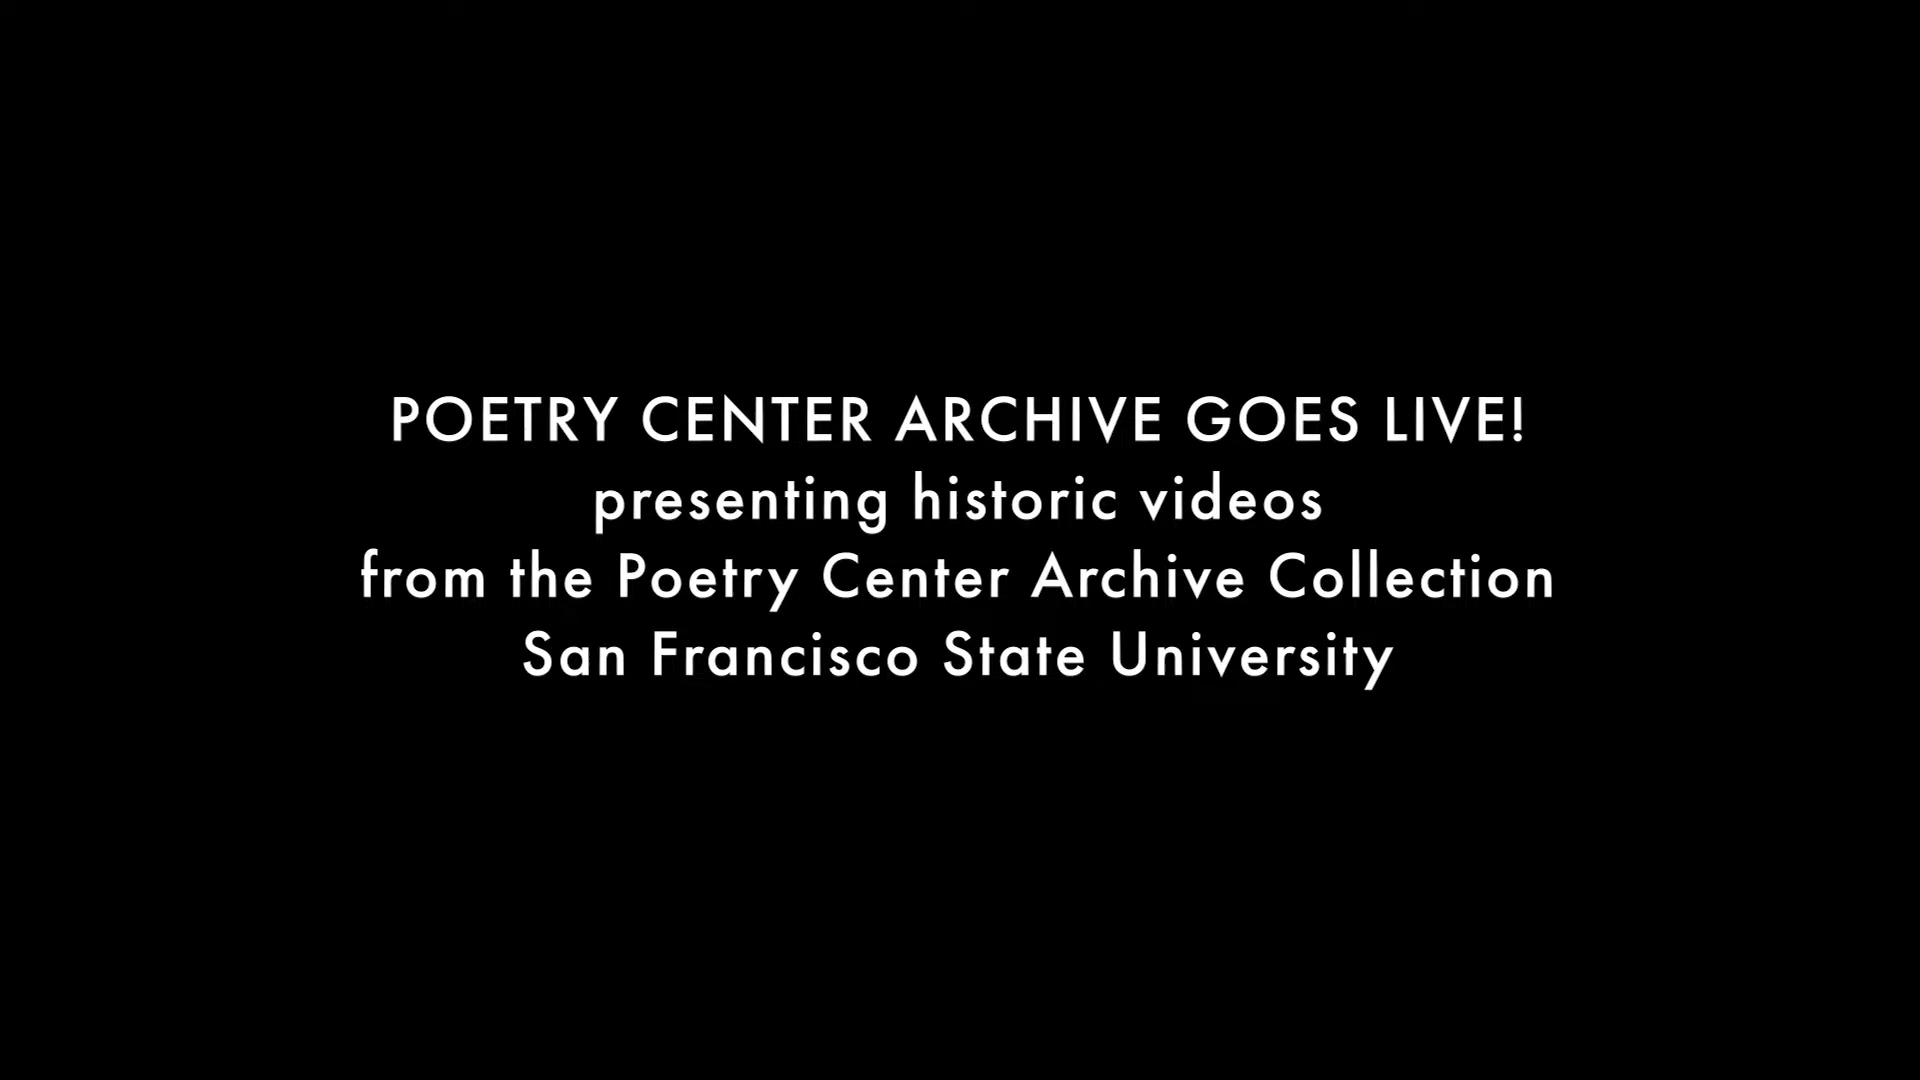 POETRY CENTER ARCHIVE GOES LIVE!
presenting historic videos
from the Poetry Center Archive Collection
San Francisco State University